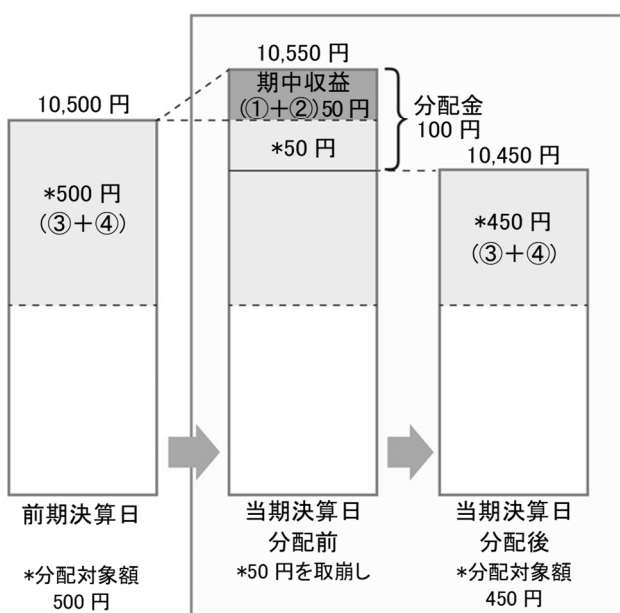 10,500 円
*500 円
(③+④)
前期決算日
*分配対象額
500 円
10,550 円
期中収益
(①+②)50 円
*50 円
分配金
100 円
当期決算日
分配前
*50 円を取崩し
10,450 円
*450 円
(③+④)
当期決算日
分配後
*分配対象額
450 円